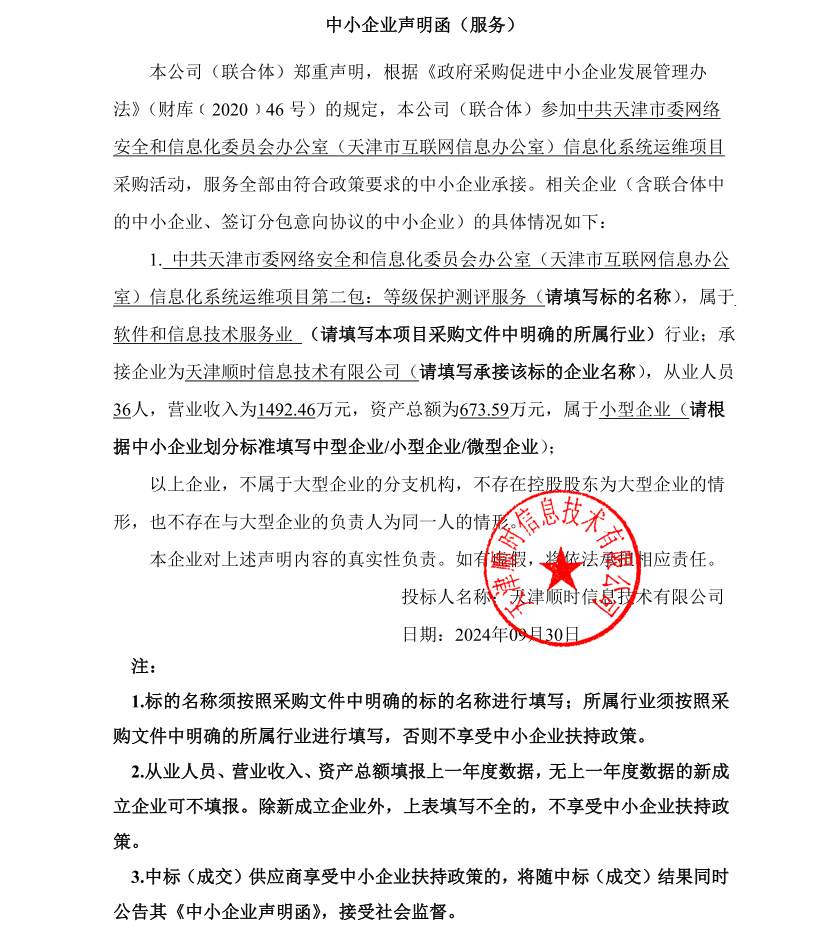 中小企业声明函（服务）
本公司（联合体）郑重声明，根据《政府采购促进中小企业发展管理办
法》（财库﹝2020﹞46 号）的规定，本公司（联合体）参加中共天津市委网络
安全和信息化委员会办公室（天津市互联网信息办公室）信息化系统运维项目
采购活动，服务全部由符合政策要求的中小企业承接。相关企业（含联合体中
的中小企业、签订分包意向协议的中小企业）的具体情况如下：
1. 中共天津市委网络安全和信息化委员会办公室（天津市互联网信息办公
室）信息化系统运维项目第二包：等级保护测评服务（请填写标的名称），属于
软件和信息技术服务业 （请填写本项目采购文件中明确的所属行业）行业；承
接企业为天津顺时信息技术有限公司（请填写承接该标的企业名称），从业人员
36人，营业收入为1492.46万元，资产总额为673.59万元，属于小型企业（请根
据中小企业划分标准填写中型企业/小型企业/微型企业）；
以上企业，不属于大型企业的分支机构，不存在控股股东为大型企业的情
形，也不存在与大型企业的负责人为同一人的情形。
本企业对上述声明内容的真实性负责。如有虚假，将依法承担相应责任。
投标人名称：天津顺时信息技术有限公司
日期：2024年09月30日
天津顺时信息技术有限公司
注：
1.标的名称须按照采购文件中明确的标的名称进行填写；所属行业须按照采
购文件中明确的所属行业进行填写，否则不享受中小企业扶持政策。
2.从业人员、营业收入、资产总额填报上一年度数据，无上一年度数据的新成
立企业可不填报。除新成立企业外，上表填写不全的，不享受中小企业扶持政
策。
3.中标（成交）供应商享受中小企业扶持政策的，将随中标（成交）结果同时
公告其《中小企业声明函》，接受社会监督。